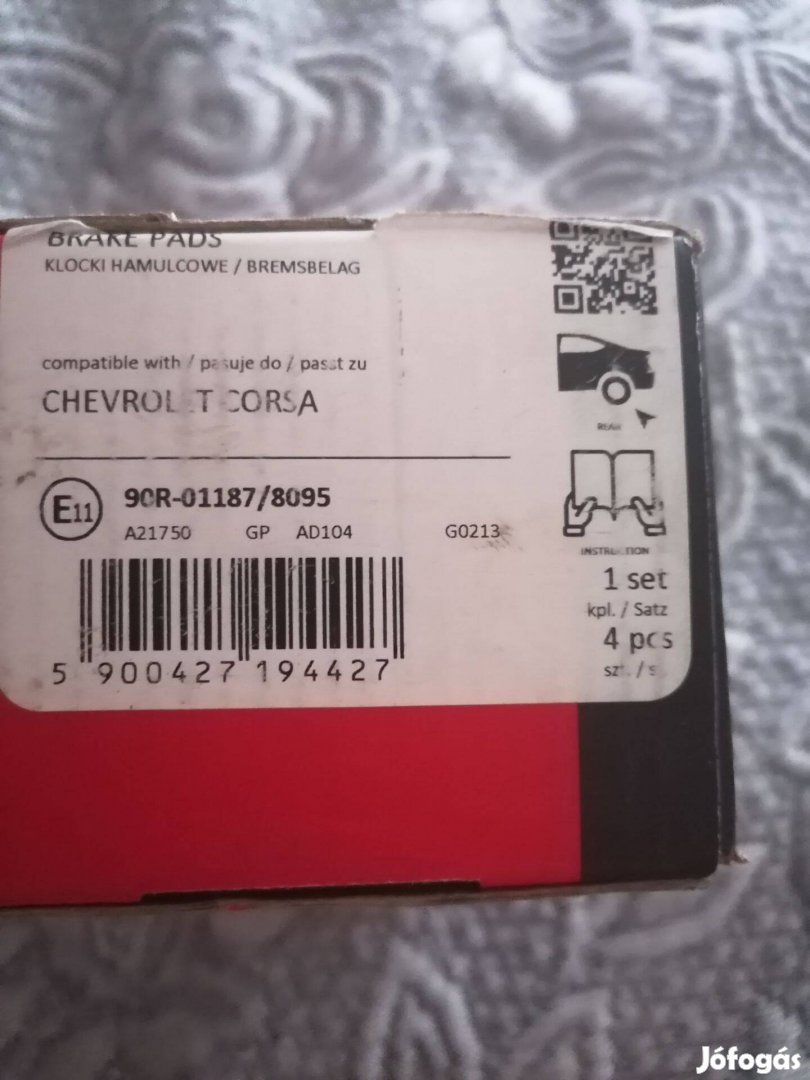 BRAKE PADS
KLOCKI HAMULCOWE / BREMSBELAG
compatible with / pasuje do / passt zu
CHEVROLET CORSA
REAR
E11
90R-01187/8095
A21750 GP AD104 G0213
INSTRUCTION
1 set
kpl. / Satz
4 pcs
szt. /
5 900427 194427
Jófogás